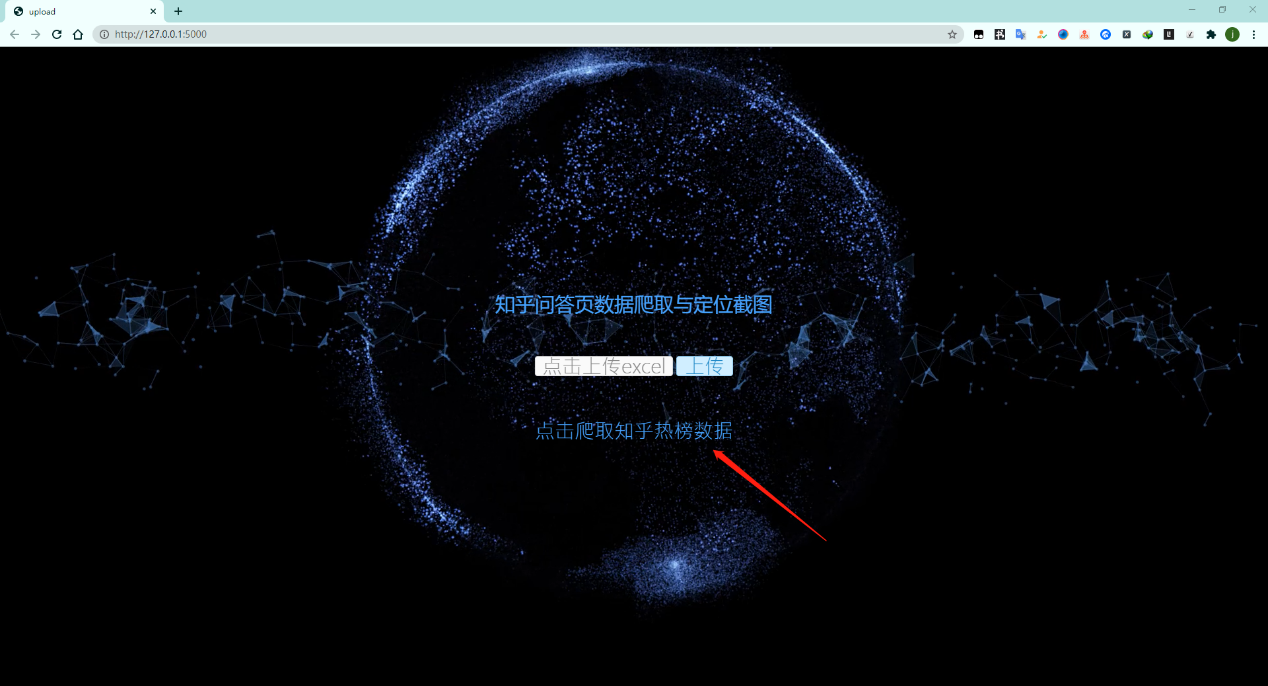 upload
http://127.0.0.1:5000
知乎问答页数据爬取与定位截图
点击上传excel 上传
点击爬取知乎热榜数据